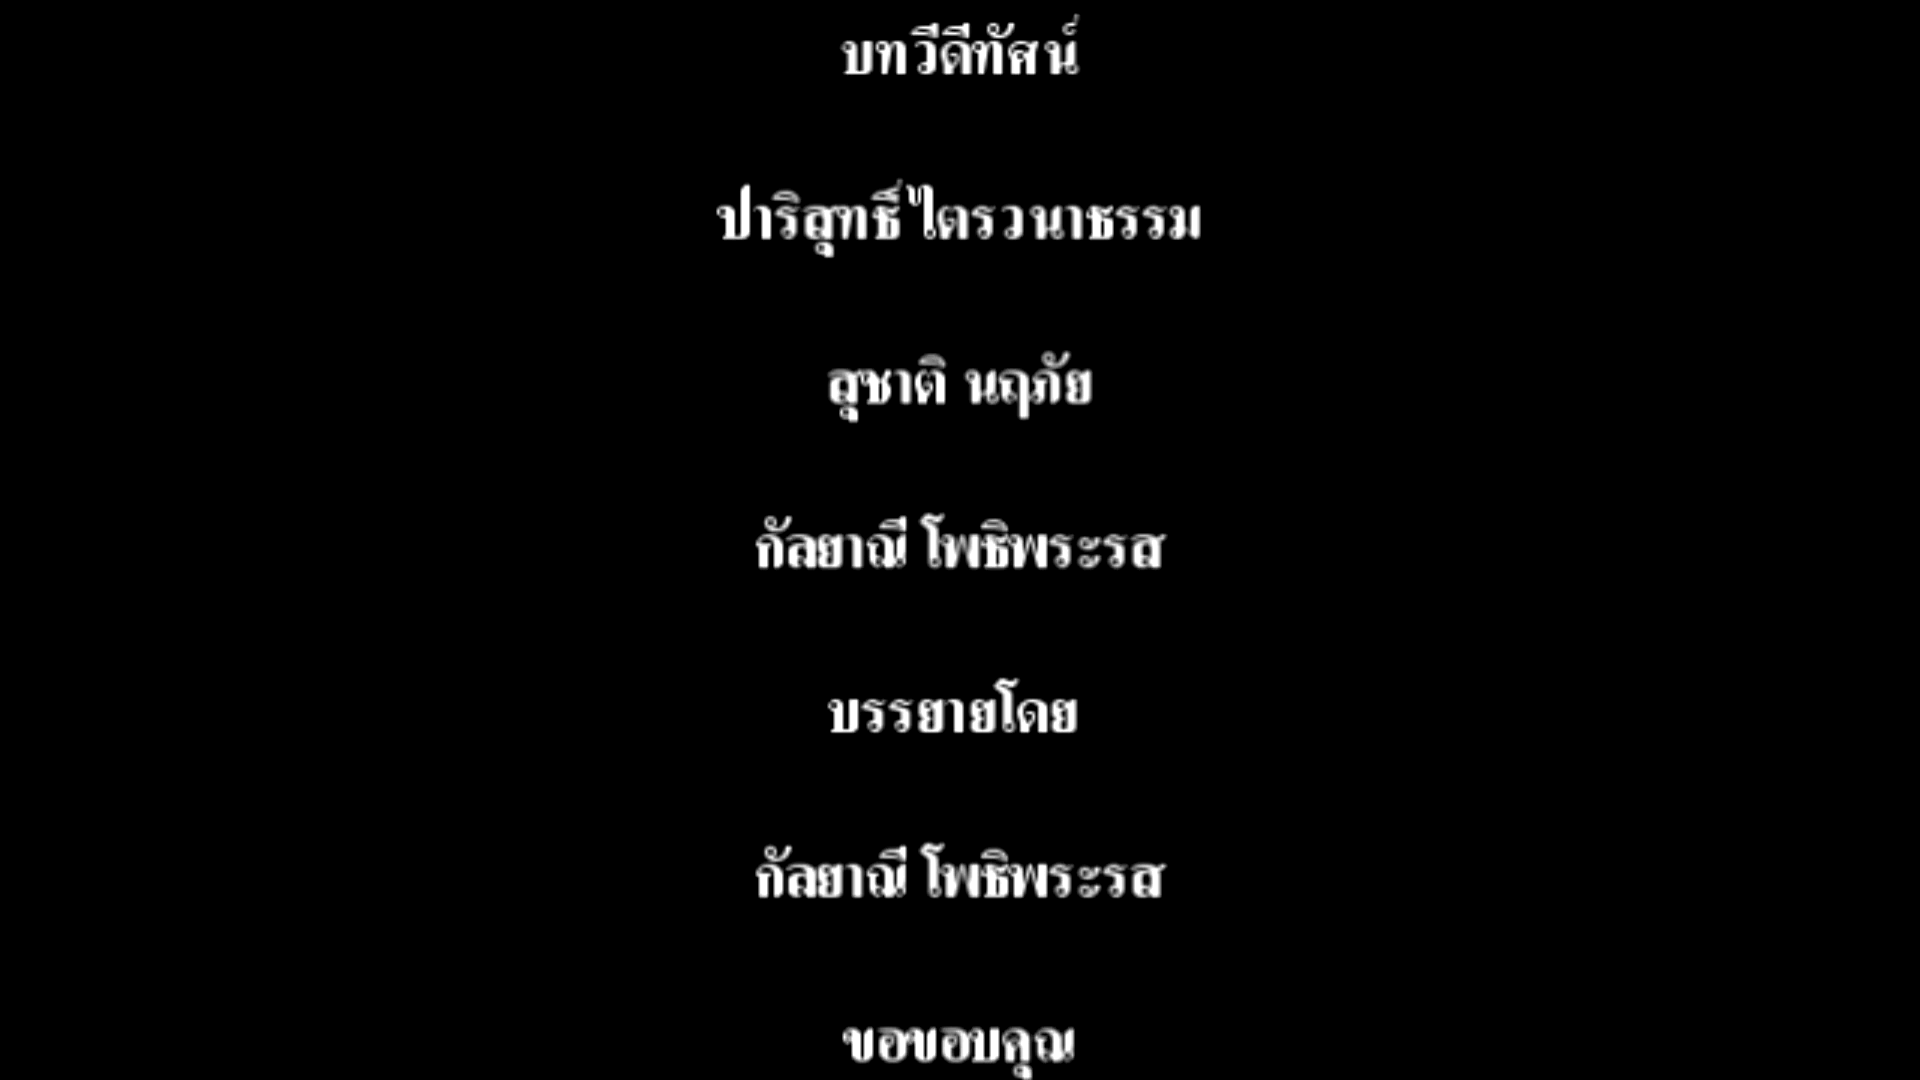 บทวีดีทัศน์
ปาริสุทธิ์ ไตรวนาธรรม
สุชาติ นฤภัย
กัลยาณี โพธิพระรส
บรรยายโดย
กัลยาณี โพธิพระรส
ขอขอบคุณ